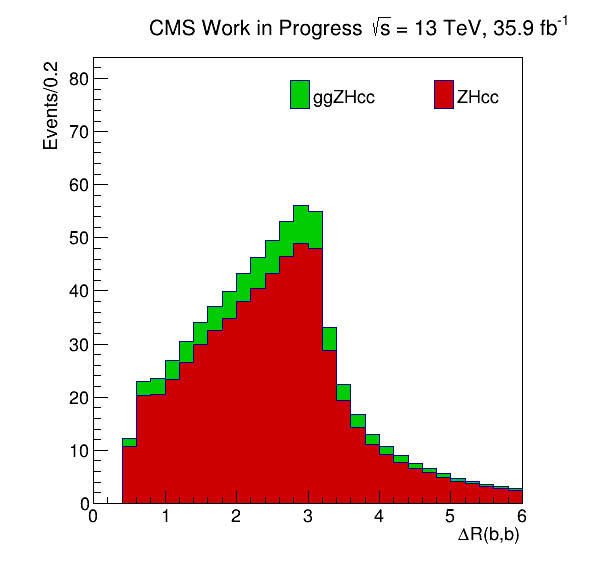 CMS Work in Progress √s = 13 TeV, 35.9 fb⁻¹
Events/0.2
80
70
60
50
40
30
20
10
0
ggZHcc
ZHcc
0 1 2 3 4 5 6
ΔR(b,b)